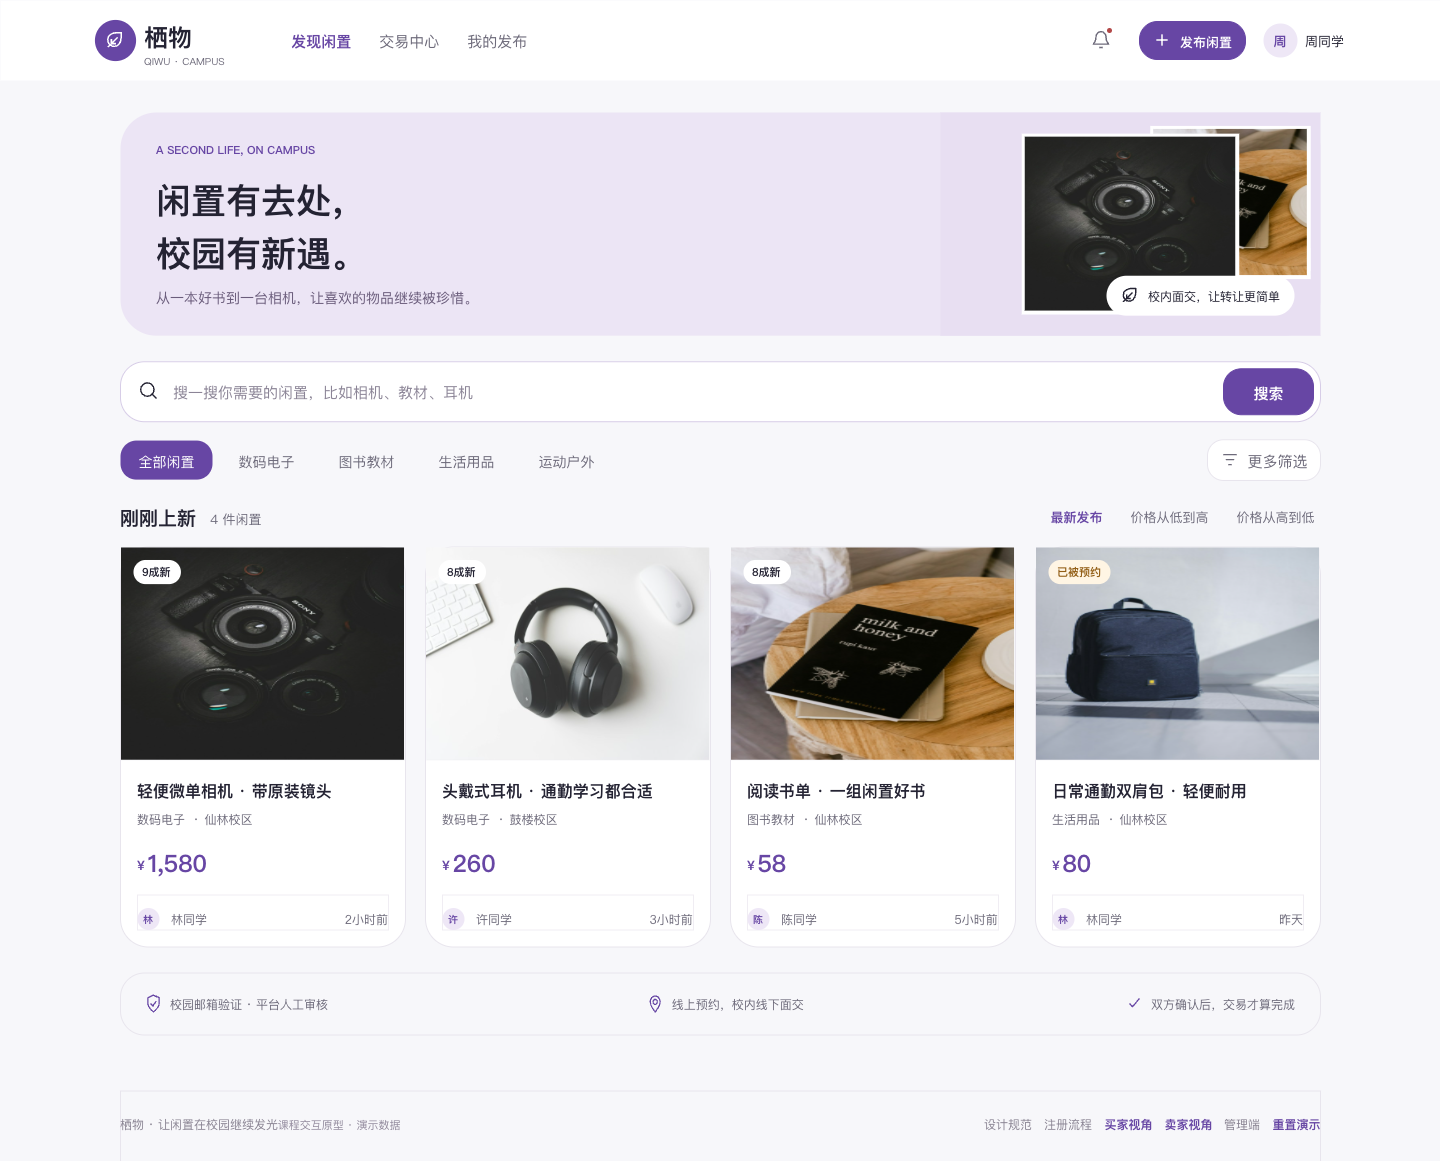 栖物
QIWU · CAMPUS
发现闲置
交易中心
我的发布
发布闲置
周
周同学
A SECOND LIFE, ON CAMPUS
闲置有去处，
校园有新遇。
从一本好书到一台相机，让喜欢的物品继续被珍惜。
SONY
milk and
honey
校内面交，让转让更简单
搜一搜你需要的闲置，比如相机、教材、耳机
搜索
全部闲置
数码电子
图书教材
生活用品
运动户外
更多筛选
刚刚上新
4 件闲置
最新发布
价格从低到高
价格从高到低
9成新
SONY
轻便微单相机 · 带原装镜头
数码电子 · 仙林校区
¥1,580
林
林同学
2小时前
8成新
头戴式耳机 · 通勤学习都合适
数码电子 · 鼓楼校区
¥260
许
许同学
3小时前
8成新
milk and
honey
rupi kaur
阅读书单 · 一组闲置好书
图书教材 · 仙林校区
¥58
陈
陈同学
5小时前
已被预约
日常通勤双肩包 · 轻便耐用
生活用品 · 仙林校区
¥80
林
林同学
昨天
校园邮箱验证 · 平台人工审核
线上预约，校内线下面交
双方确认后，交易才算完成
栖物 · 让闲置在校园继续发光课程交互原型 · 演示数据
设计规范
注册流程
买家视角
卖家视角
管理端
重置演示